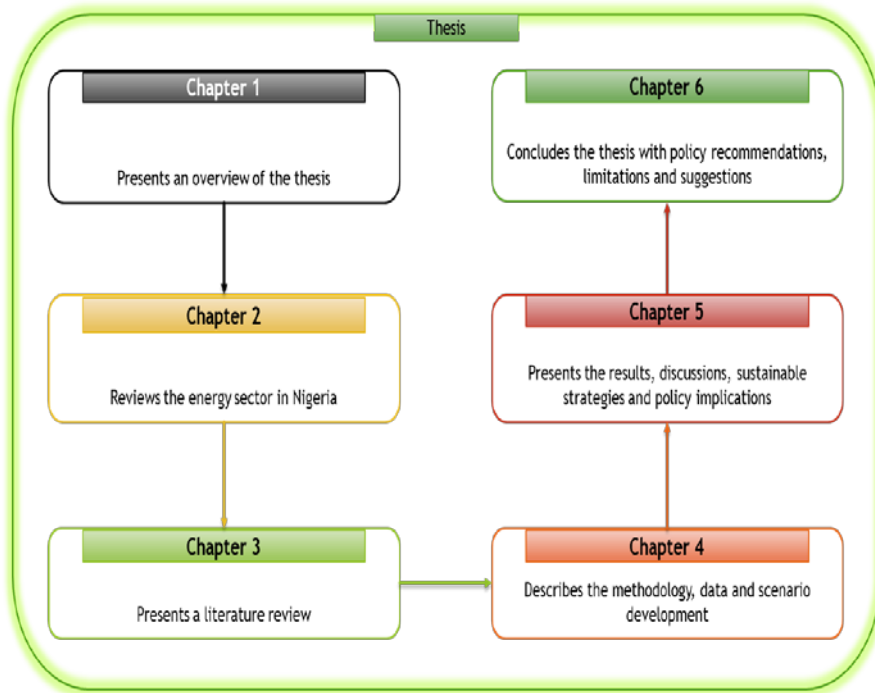 Thesis
Chapter 1
Presents an overview of the thesis
Chapter 2
Reviews the energy sector in Nigeria
Chapter 3
Presents a literature review
Chapter 4
Describes the methodology, data and scenario
development
Chapter 5
Presents the results, discussions, sustainable
strategies and policy implications
Chapter 6
Concludes the thesis with policy recommendations,
limitations and suggestions